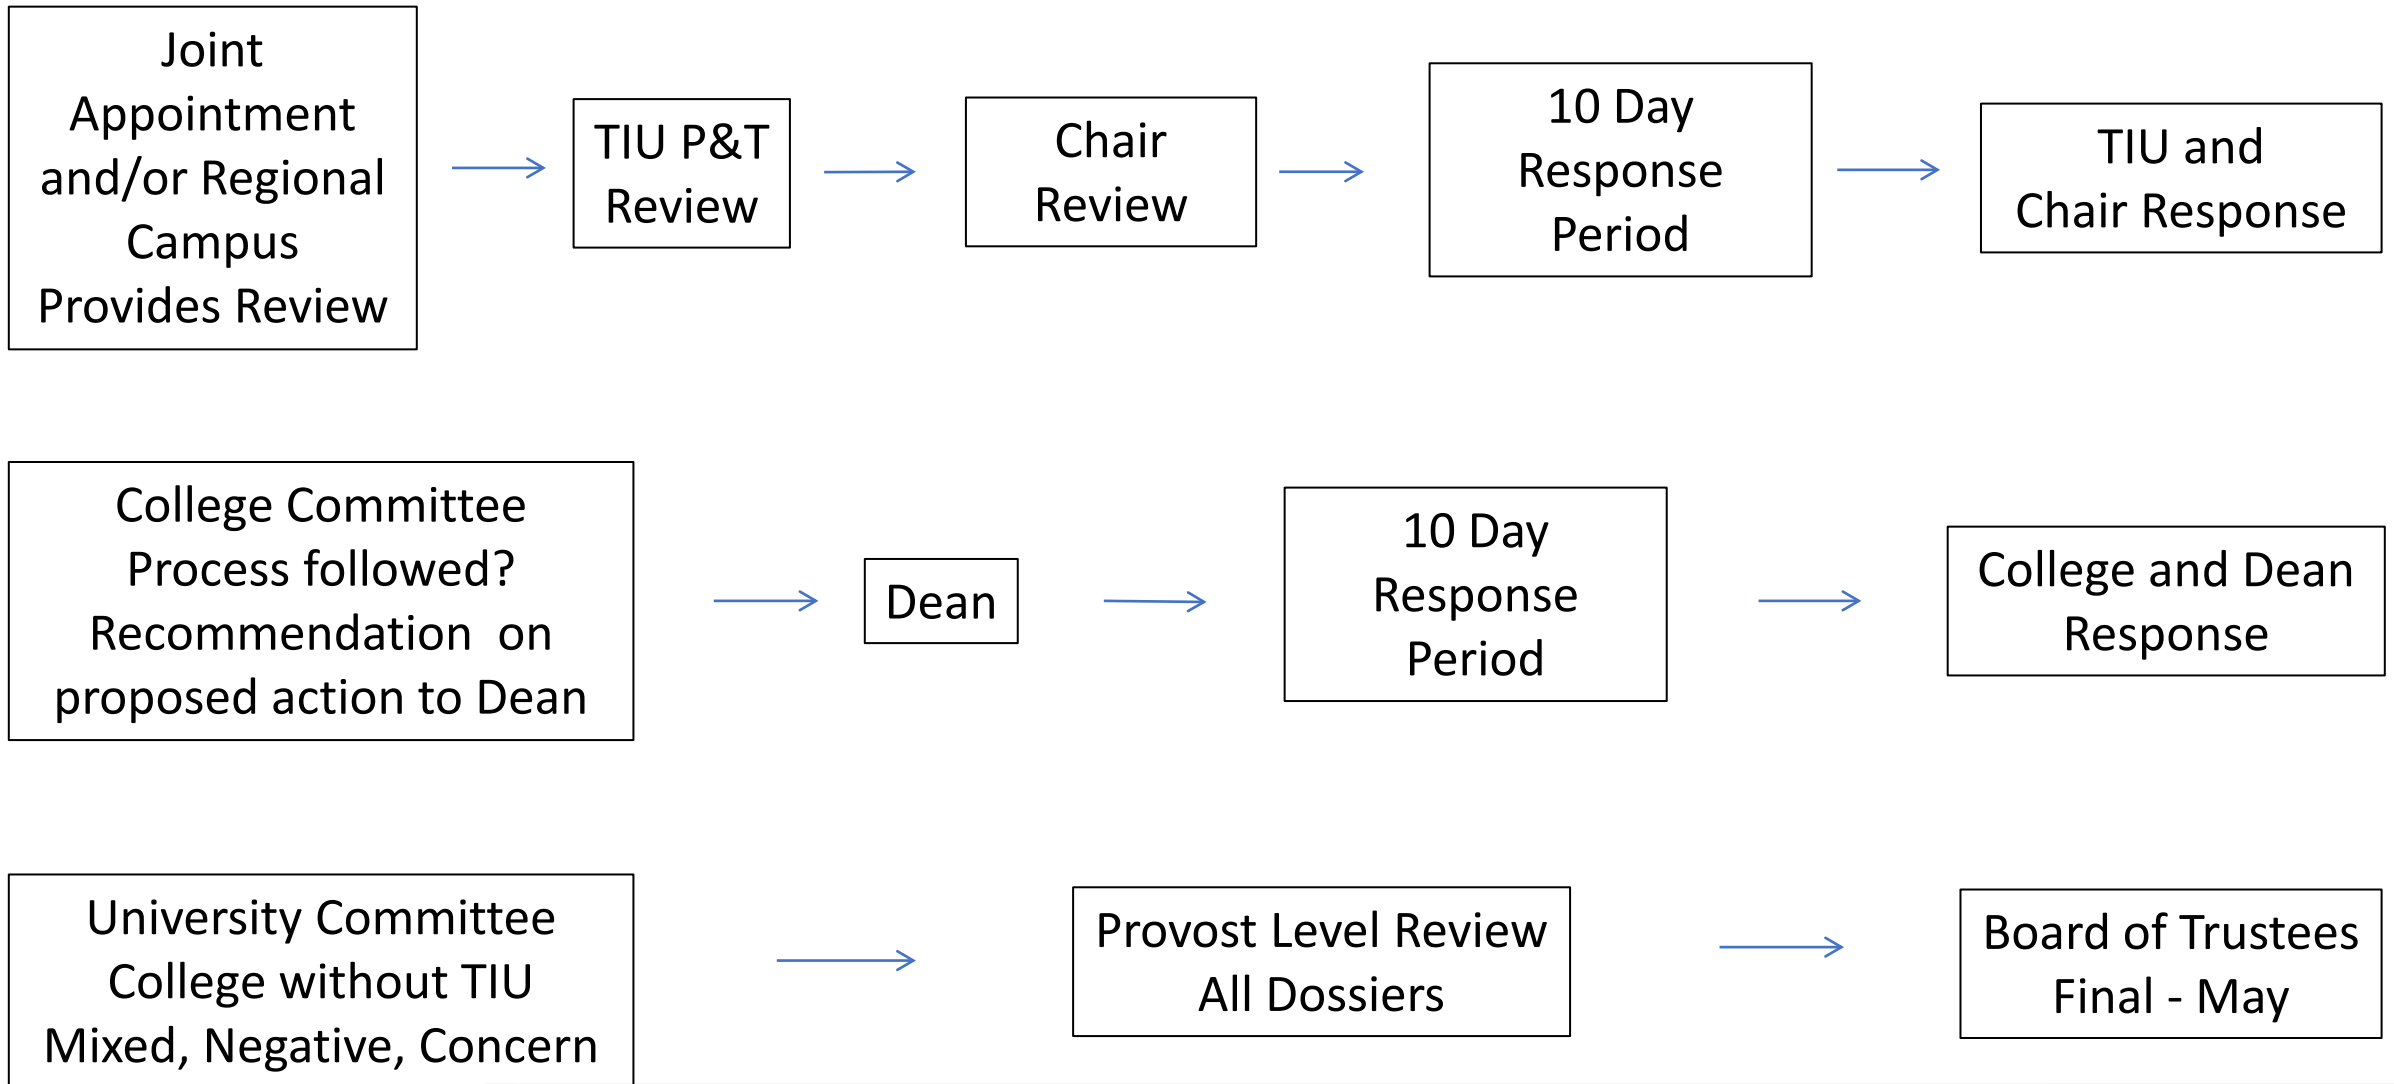 Joint
Appointment
and/or Regional
Campus
Provides Review
TIU P&T
Review
Chair
Review
10 Day
Response
Period
TIU and
Chair Response
College Committee
Process followed?
Recommendation  on
proposed action to Dean
Dean
10 Day
Response
Period
College and Dean
Response
University Committee
College without TIU
Mixed, Negative, Concern
Provost Level Review
All Dossiers
Board of Trustees
Final - May